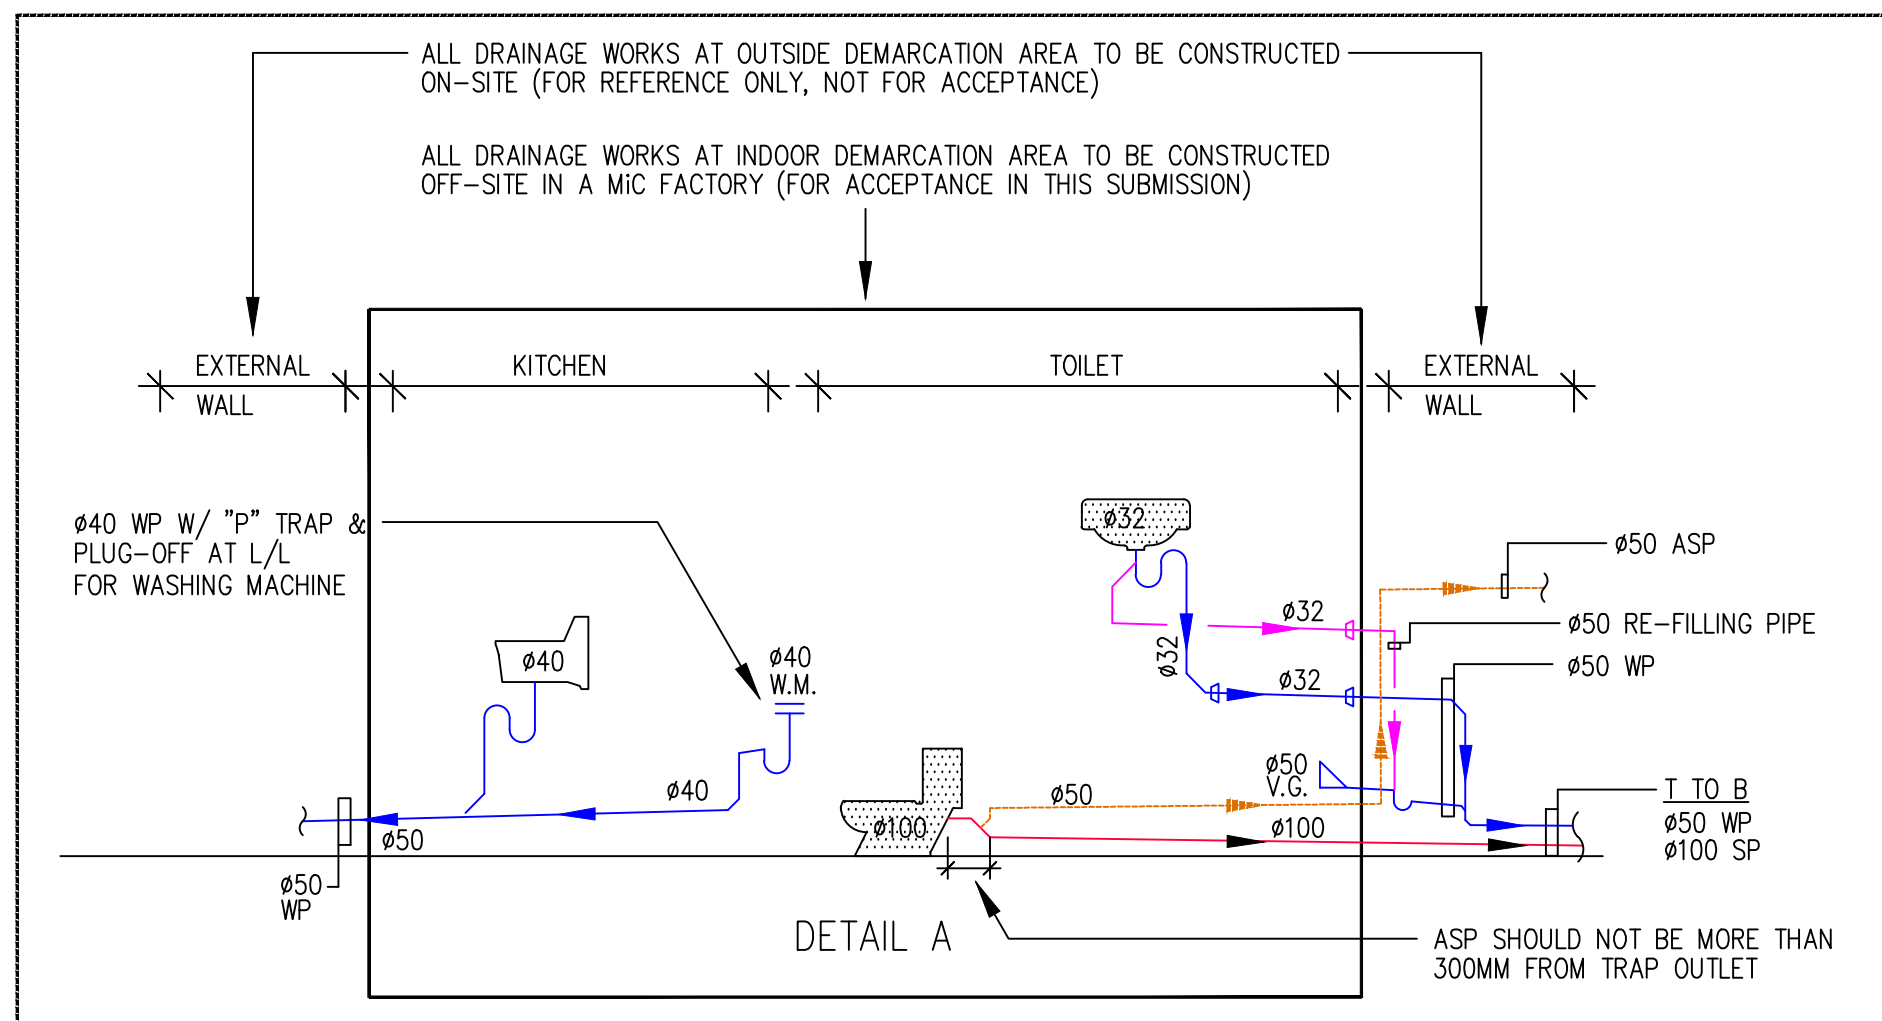 ALL DRAINAGE WORKS AT OUTSIDE DEMARCATION AREA TO BE CONSTRUCTED
ON-SITE (FOR REFERENCE ONLY, NOT FOR ACCEPTANCE)
ALL DRAINAGE WORKS AT INDOOR DEMARCATION AREA TO BE CONSTRUCTED
OFF-SITE IN A MiC FACTORY (FOR ACCEPTANCE IN THIS SUBMISSION)
EXTERNAL
WALL
KITCHEN
TOILET
EXTERNAL
WALL
ø40 WP W/ "P" TRAP &
PLUG-OFF AT L/L
FOR WASHING MACHINE
ø32
ø50 ASP
ø32
ø50 RE-FILLING PIPE
ø40
ø40
W.M.
ø32
ø32
ø50 WP
ø50
V.G.
ø40
ø50
T TO B
ø50 WP
ø100 SP
ø50
ø100
ø100
ø50
WP
DETAIL A
ASP SHOULD NOT BE MORE THAN
300MM FROM TRAP OUTLET